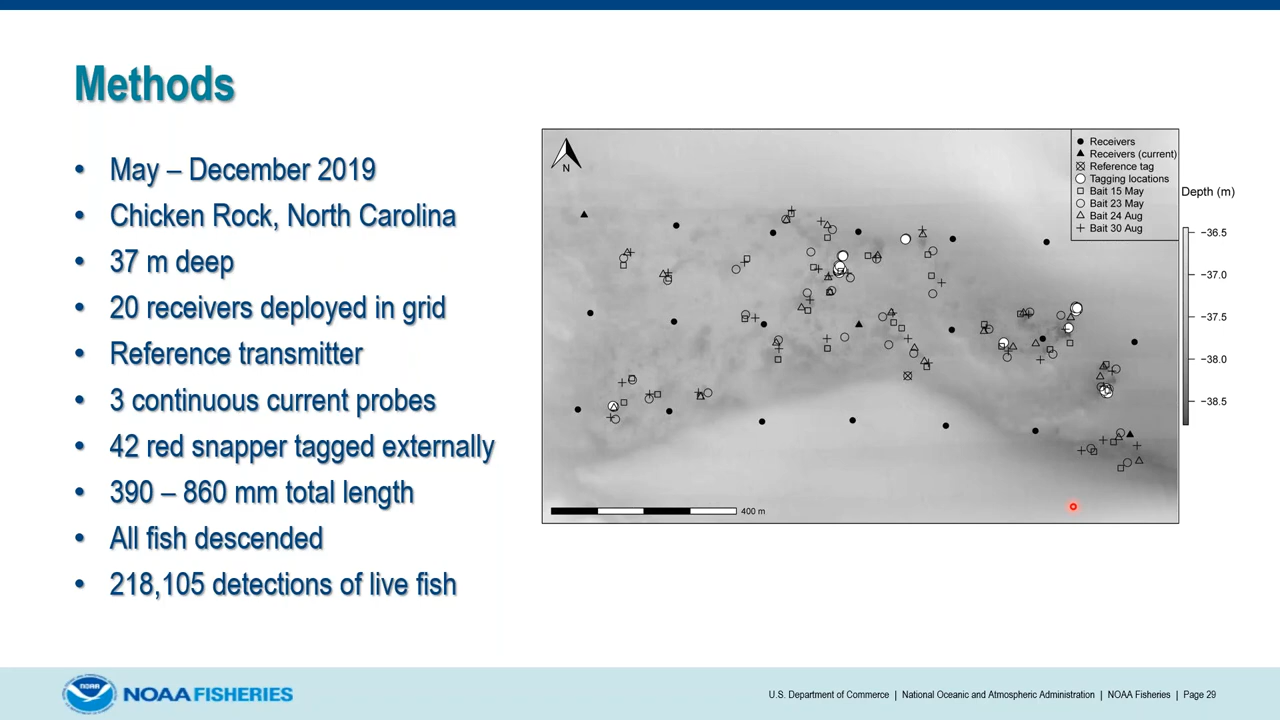 Methods
• May – December 2019
• Chicken Rock, North Carolina
• 37 m deep
• 20 receivers deployed in grid
• Reference transmitter
• 3 continuous current probes
• 42 red snapper tagged externally
• 390 – 860 mm total length
• All fish descended
• 218,105 detections of live fish
N
Receivers
Receivers (current)
Reference tag
Tagging locations
Bait 15 May
Bait 23 May
Bait 24 Aug
Bait 30 Aug
Depth (m)
−36.5
−37.0
−37.5
−38.0
−38.5
400 m
NOAA
NOAA FISHERIES
U.S. Department of Commerce | National Oceanic and Atmospheric Administration | NOAA Fisheries | Page 29